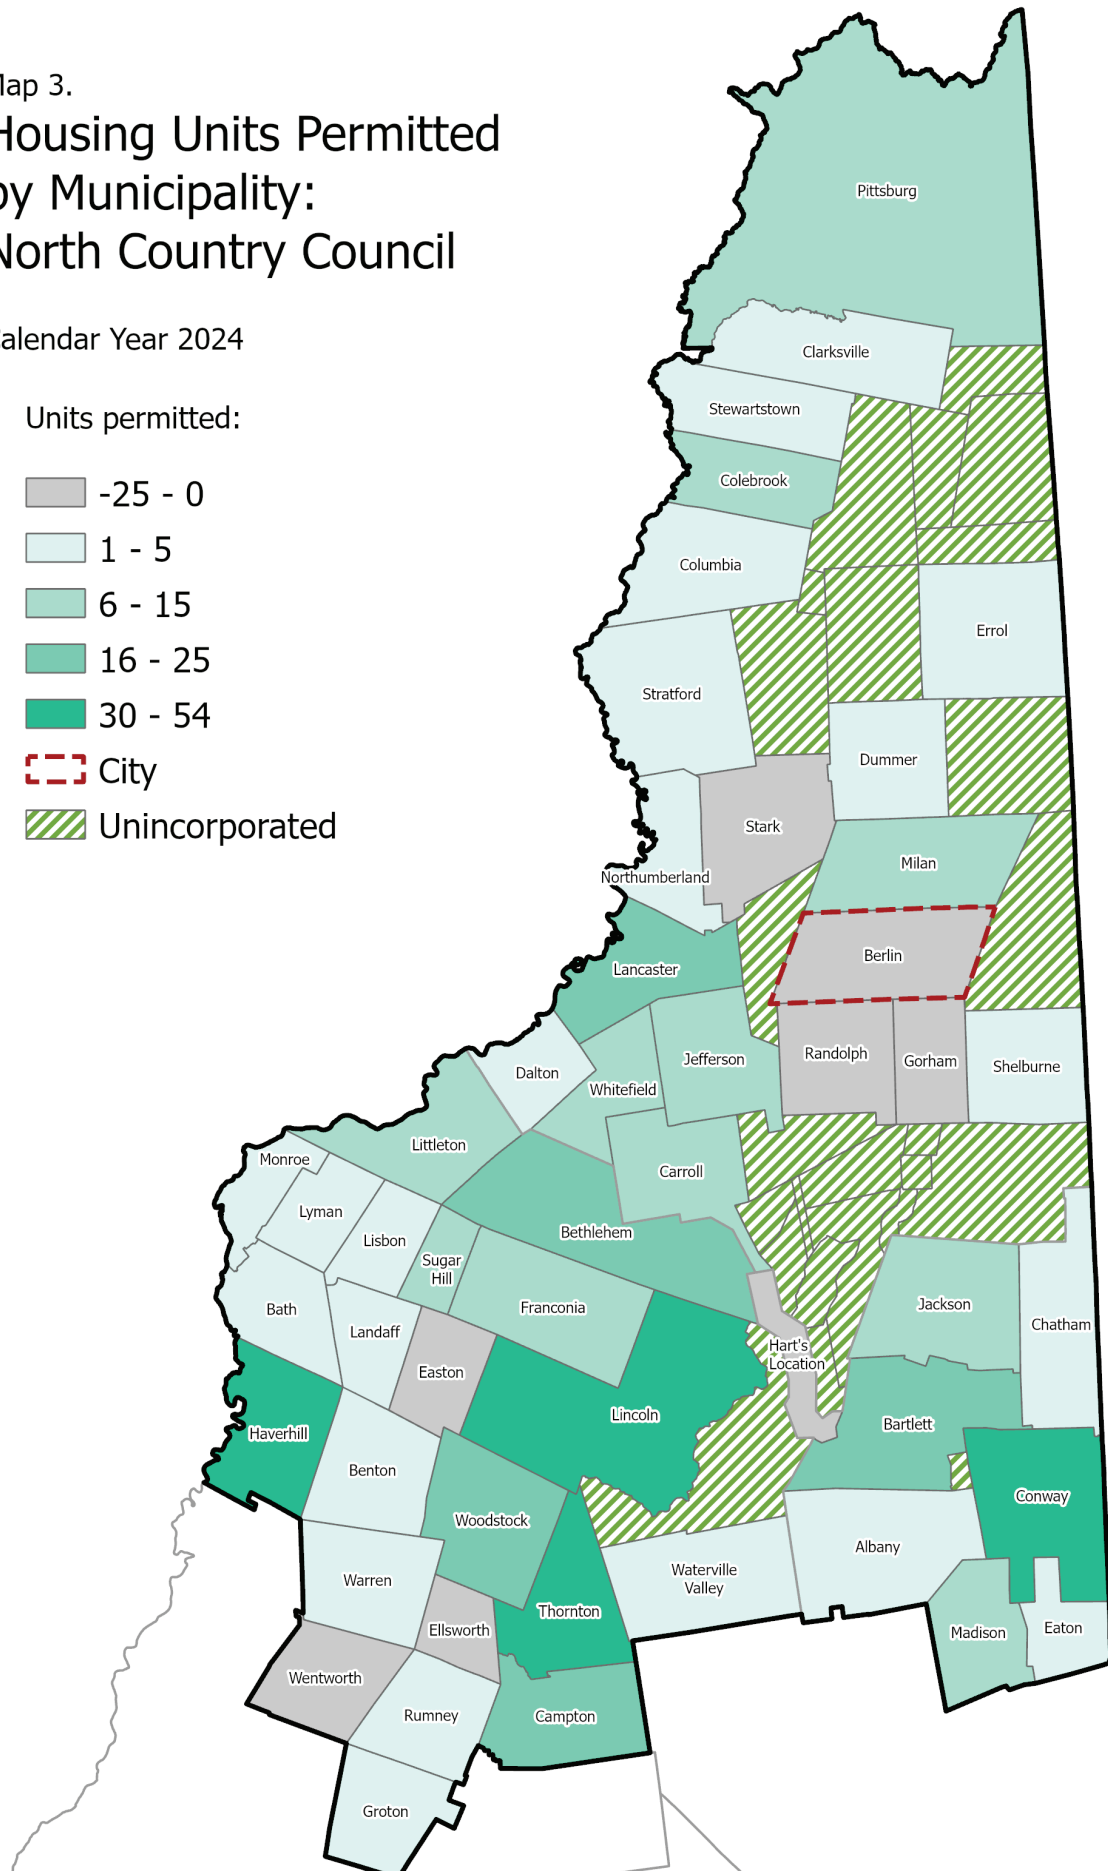 Map 3.
Housing Units Permitted
by Municipality:
North Country Council
Calendar Year 2024
Units permitted:
-25 - 0
1 - 5
6 - 15
16 - 25
30 - 54
City
Unincorporated
Pittsburg
Clarksville
Stewartstown
Colebrook
Columbia
Errol
Stratford
Dummer
Stark
Milan
Northumberland
Berlin
Lancaster
Randolph
Gorham
Jefferson
Shelburne
Dalton
Whitefield
Littleton
Monroe
Carroll
Lyman
Bethlehem
Lisbon
Sugar
Hill
Franconia
Jackson
Bath
Chatham
Landaff
Hart's
Location
Easton
Lincoln
Bartlett
Haverhill
Benton
Conway
Woodstock
Albany
Waterville
Valley
Warren
Thornton
Ellsworth
Madison
Eaton
Wentworth
Rumney
Campton
Groton